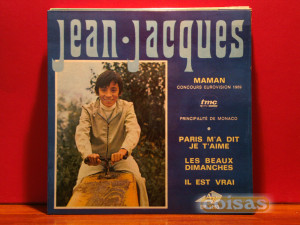 jean-jacques
MAMAN
CONCOURS EUROVISION 1969
tmc
PRINCIPAUTE DE MONACO
PARIS M'A DIT
JE T'AIME
LES BEAUX
DIMANCHES
IL EST VRAI
coisas